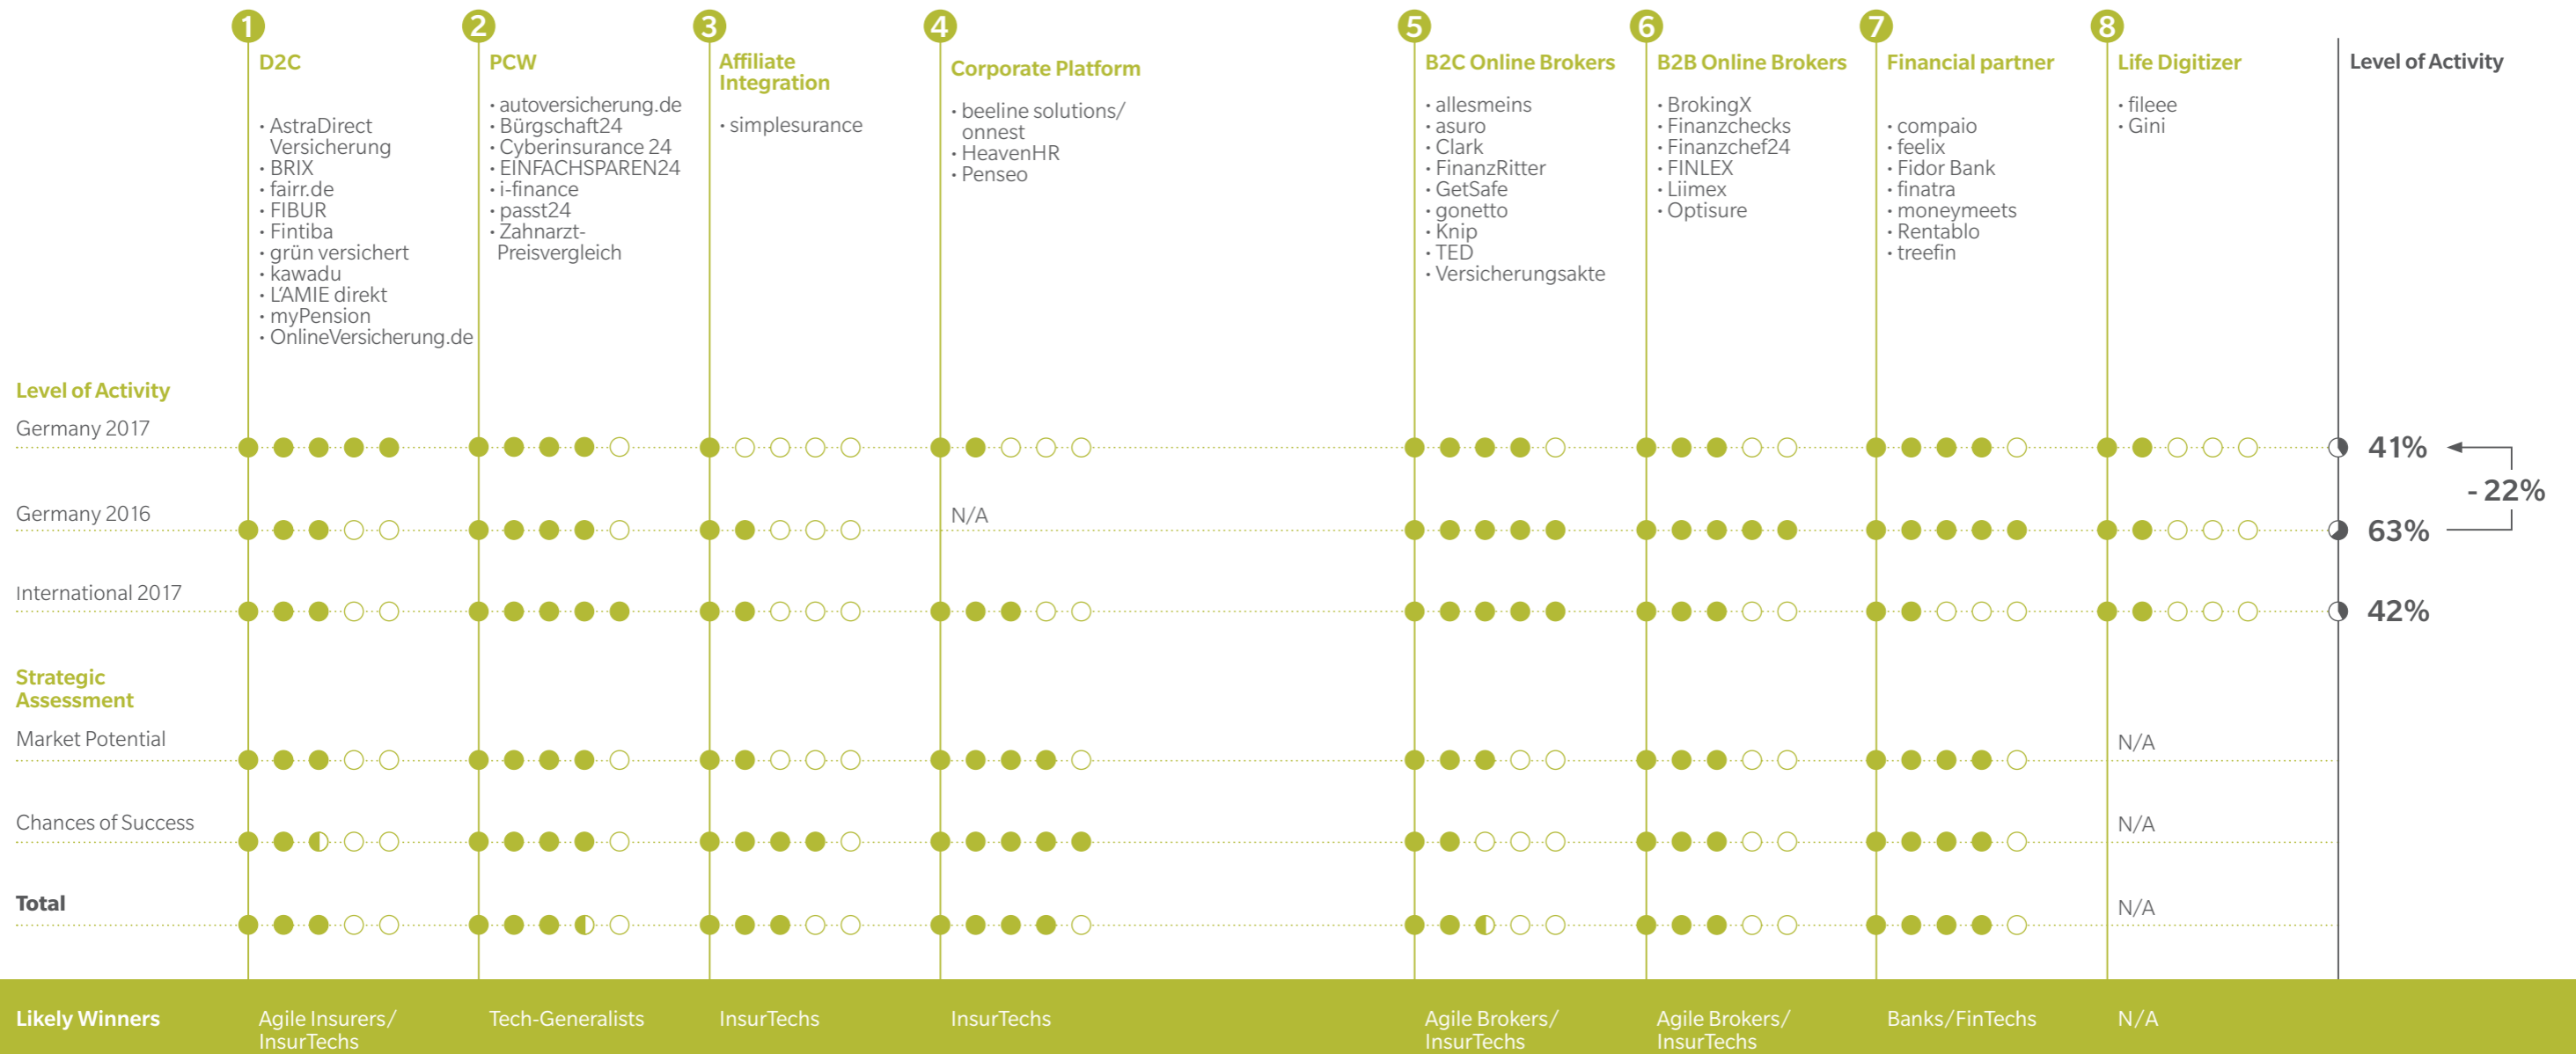 1
D2C
· AstraDirect
Versicherung
· BRIX
· fairr.de
· FIBUR
· Fintiba
· grün versichert
· kawadu
· L'AMIE direkt
· myPension
· OnlineVersicherung.de
2
PCW
· autoversicherung.de
· Bürgschaft24
· Cyberinsurance 24
· EINFACHSPAREN24
· i-finance
· passt24
· Zahnarzt-
Preisvergleich
3
Affiliate
Integration
· simplesurance
4
Corporate Platform
· beeline solutions/
onnest
· HeavenHR
· Penseo
5
B2C Online Brokers
· allesmeins
· asuro
· Clark
· FinanzRitter
· GetSafe
· gonetto
· Knip
· TED
· Versicherungsakte
6
B2B Online Brokers
· BrokingX
· Finanzchecks
· Finanzchef24
· FINLEX
· Liimex
· Optisure
7
Financial partner
· compaio
· feelix
· Fidor Bank
· finatra
· moneymeets
· Rentablo
· treefin
8
Life Digitizer
· fileee
· Gini
Level of Activity
Level of Activity
Germany 2017
41%
- 22%
Germany 2016
N/A
63%
International 2017
42%
Strategic
Assessment
Market Potential
N/A
Chances of Success
N/A
Total
N/A
Likely Winners
Agile Insurers/
InsurTechs
Tech-Generalists
InsurTechs
InsurTechs
Agile Brokers/
InsurTechs
Agile Brokers/
InsurTechs
Banks/FinTechs
N/A